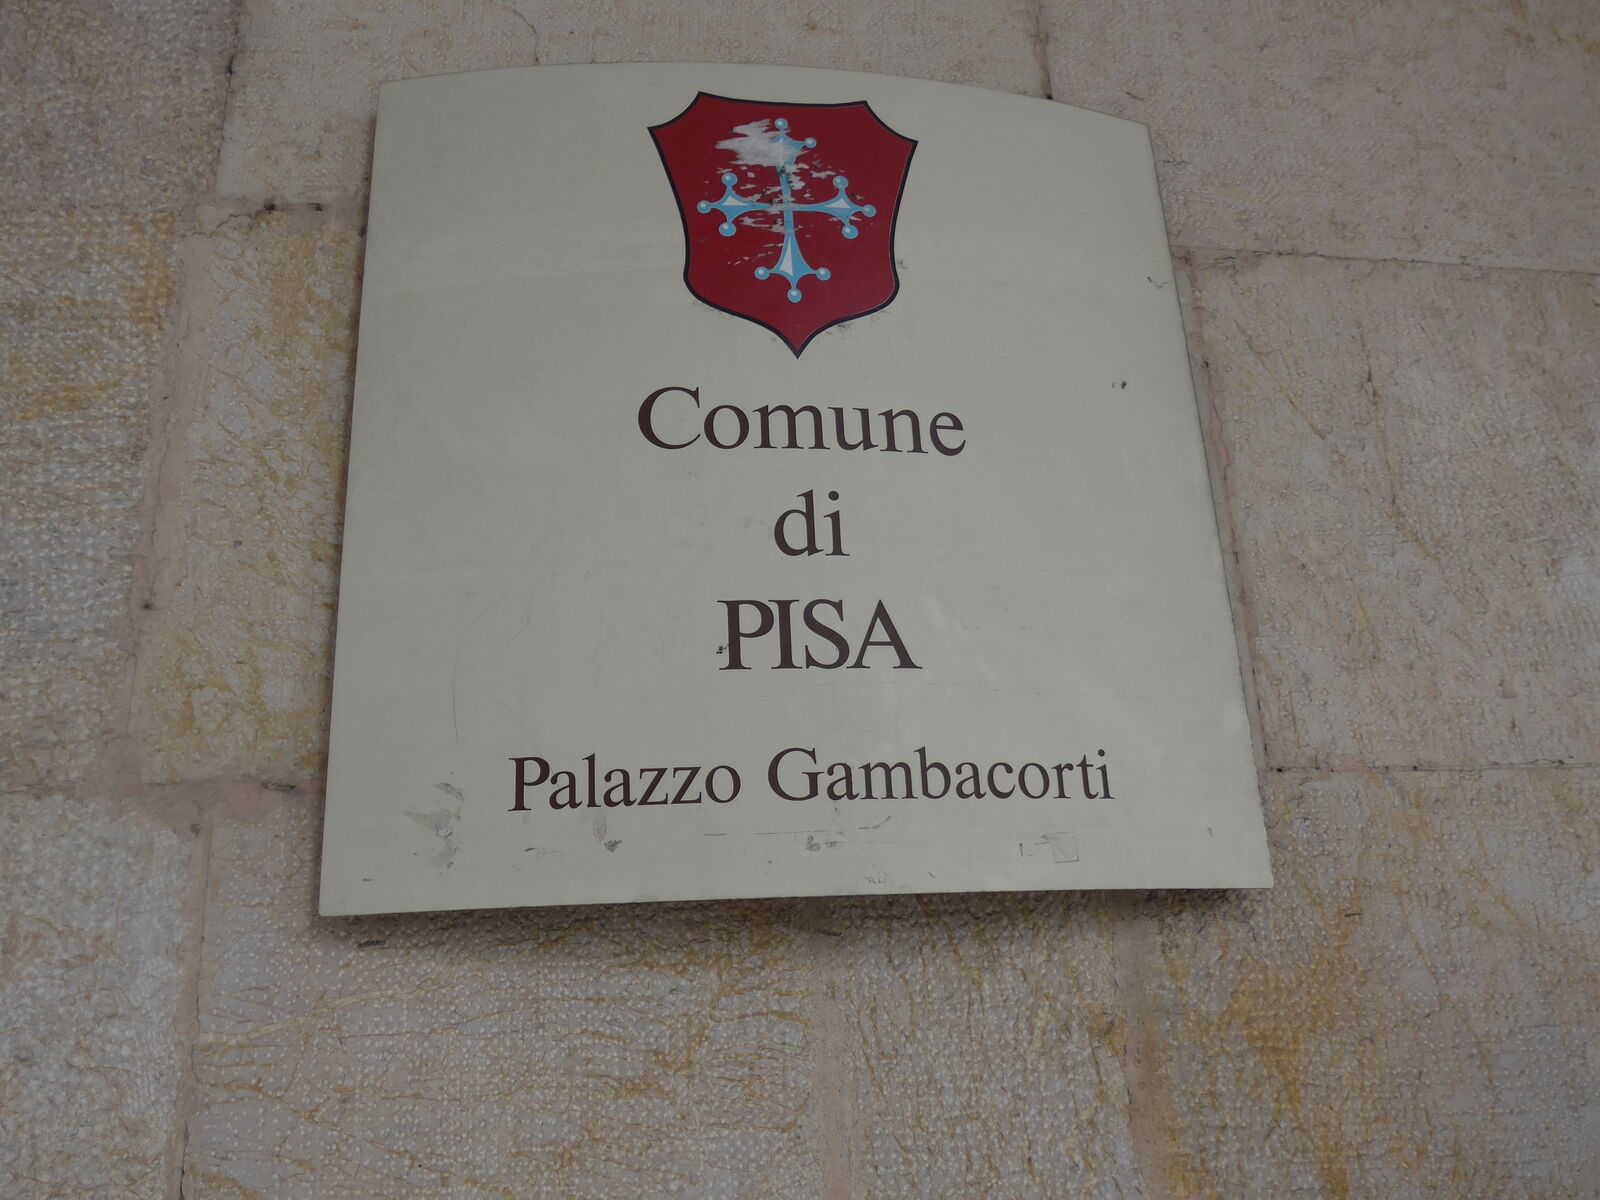 Comune
di
PISA
Palazzo Gambacorti